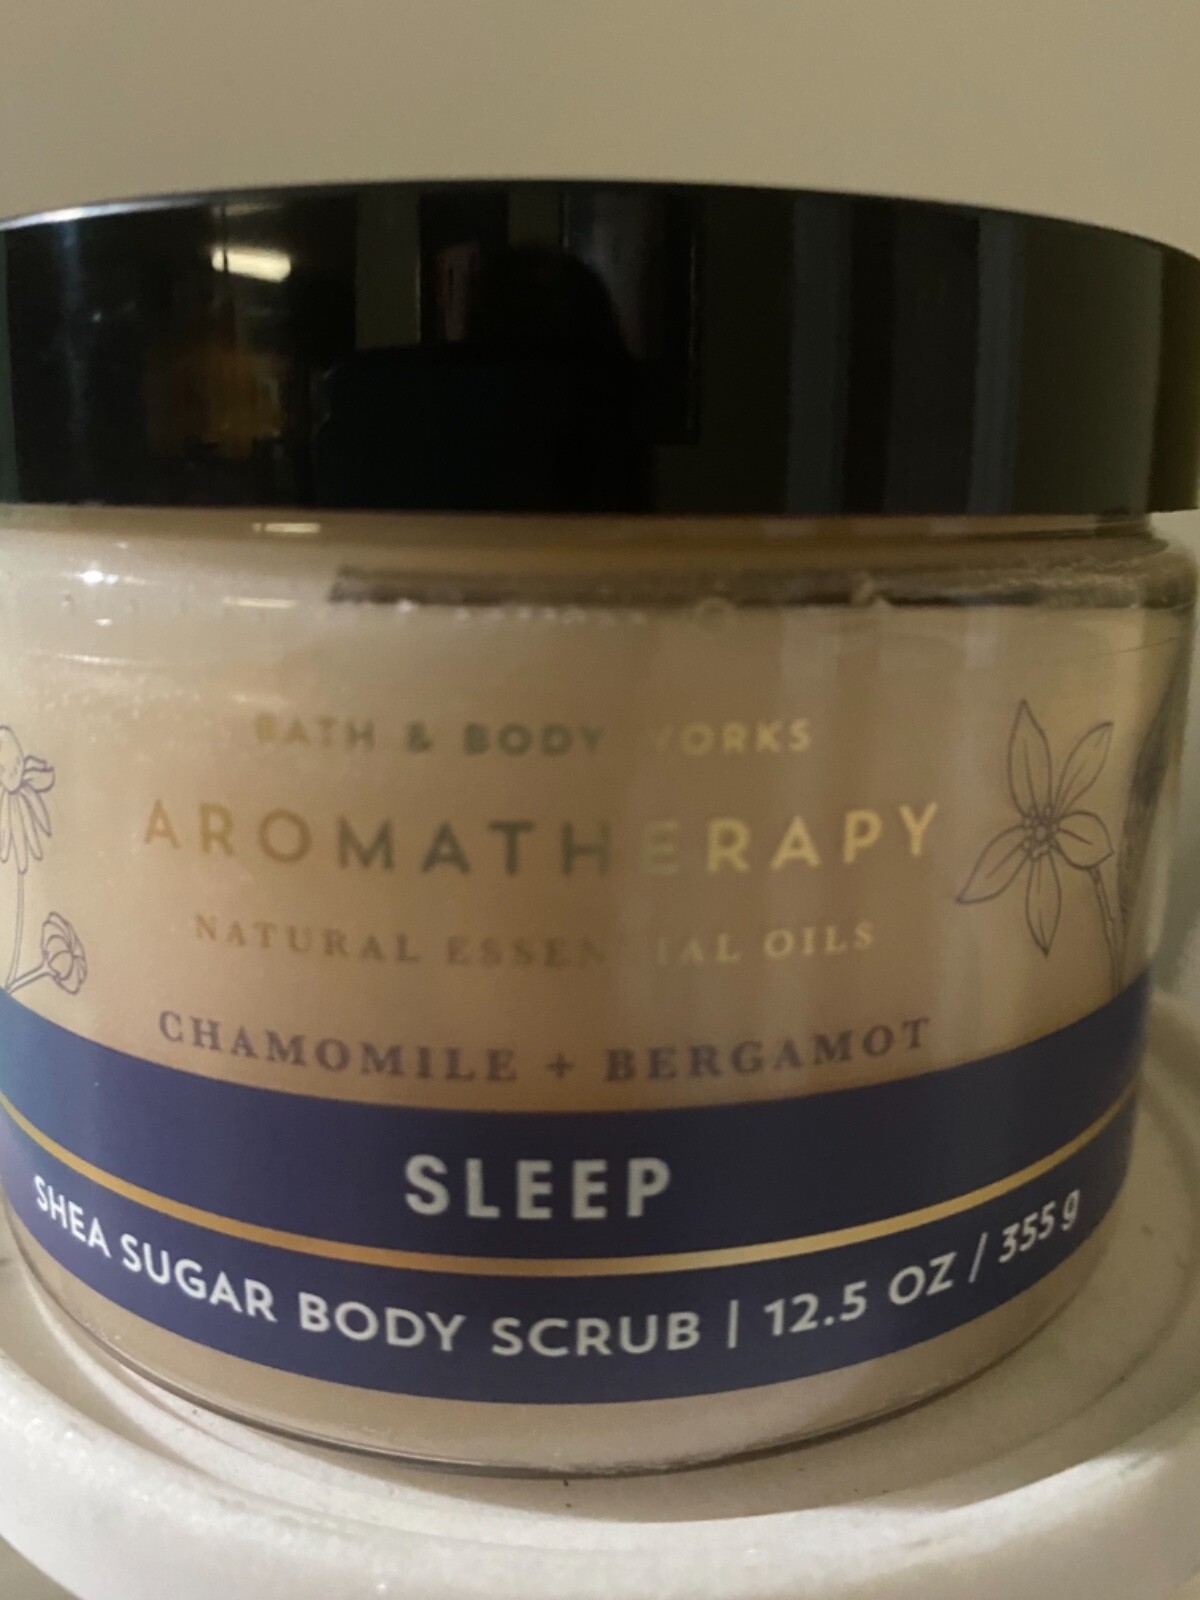 BATH & BODY WORKS
AROMATHERAPY
NATURAL ESSENTIAL OILS
CHAMOMILE + BERGAMOT
SLEEP
SHEA SUGAR BODY SCRUB | 12.5 OZ / 355 g